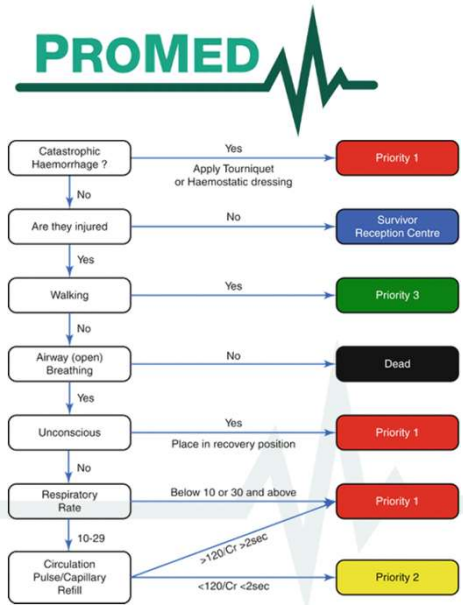 PROMED
Catastrophic
Haemorrhage ?
Yes
Apply Tourniquet
or Haemostatic dressing
Priority 1
No
Are they injured
No
Survivor
Reception Centre
Yes
Walking
Yes
Priority 3
No
Airway (open)
Breathing
No
Dead
Yes
Unconscious
Yes
Place in recovery position
Priority 1
No
Respiratory
Rate
Below 10 or 30 and above
Priority 1
10-29
Circulation
Pulse/Capillary
Refill
>120/Cr >2sec
<120/Cr <2sec
Priority 2